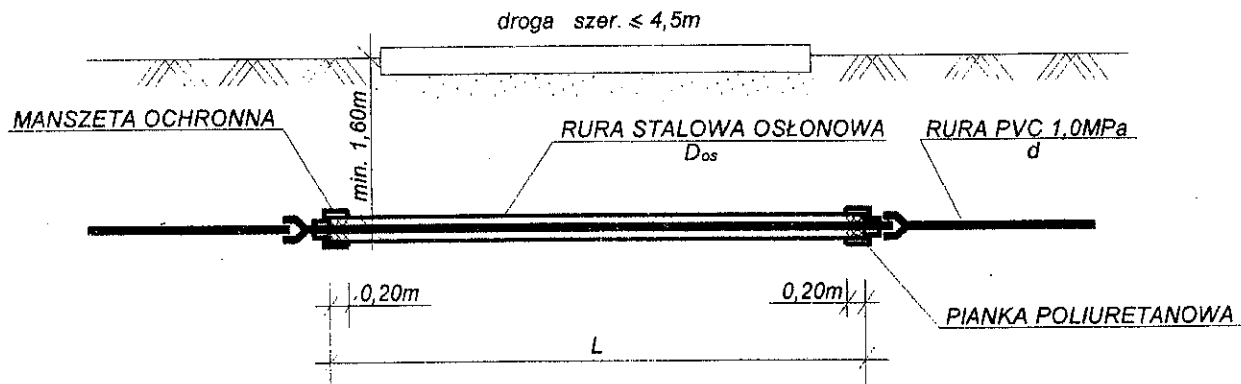 droga szer. ≤ 4,5m
MANSZETA OCHRONNA
min. 1,60m
RURA STALOWA OSŁONOWA
Dos
RURA PVC 1,0MPa
d
0,20m
0,20m
PIANKA POLIURETANOWA
L